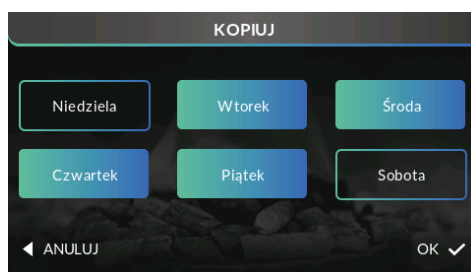 KOPIUJ
Niedziela Wtorek Środa
Czwartek Piątek Sobota
ANULUJ OK